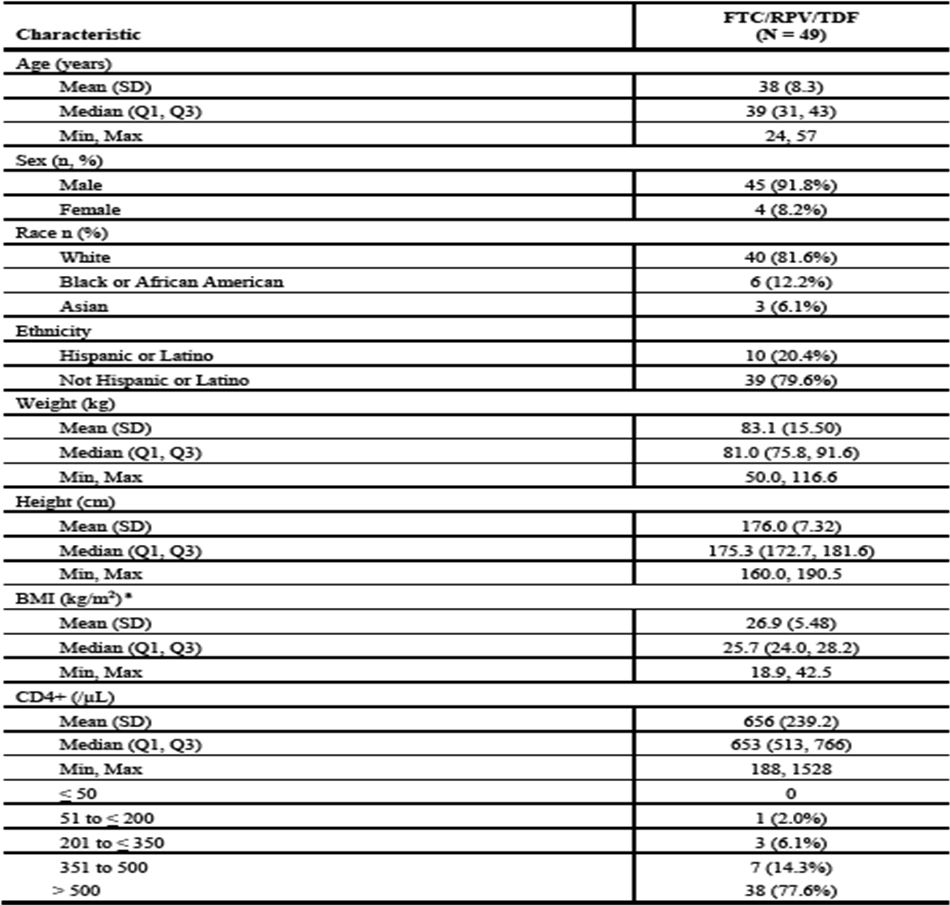 Characteristic FTC/RPV/TDF (N = 49)
Age (years)
Mean (SD) 38 (8.3)
Median (Q1, Q3) 39 (31, 43)
Min, Max 24, 57
Sex (n, %)
Male 45 (91.8%)
Female 4 (8.2%)
Race n (%)
White 40 (81.6%)
Black or African American 6 (12.2%)
Asian 3 (6.1%)
Ethnicity
Hispanic or Latino 10 (20.4%)
Not Hispanic or Latino 39 (79.6%)
Weight (kg)
Mean (SD) 83.1 (15.50)
Median (Q1, Q3) 81.0 (75.8, 91.6)
Min, Max 50.0, 116.6
Height (cm)
Mean (SD) 176.0 (7.32)
Median (Q1, Q3) 175.3 (172.7, 181.6)
Min, Max 160.0, 190.5
BMI (kg/m²)*
Mean (SD) 26.9 (5.48)
Median (Q1, Q3) 25.7 (24.0, 28.2)
Min, Max 18.9, 42.5
CD4+ (/µL)
Mean (SD) 656 (239.2)
Median (Q1, Q3) 653 (513, 766)
Min, Max 188, 1528
≤ 50 0
51 to ≤ 200 1 (2.0%)
201 to ≤ 350 3 (6.1%)
351 to 500 7 (14.3%)
> 500 38 (77.6%)